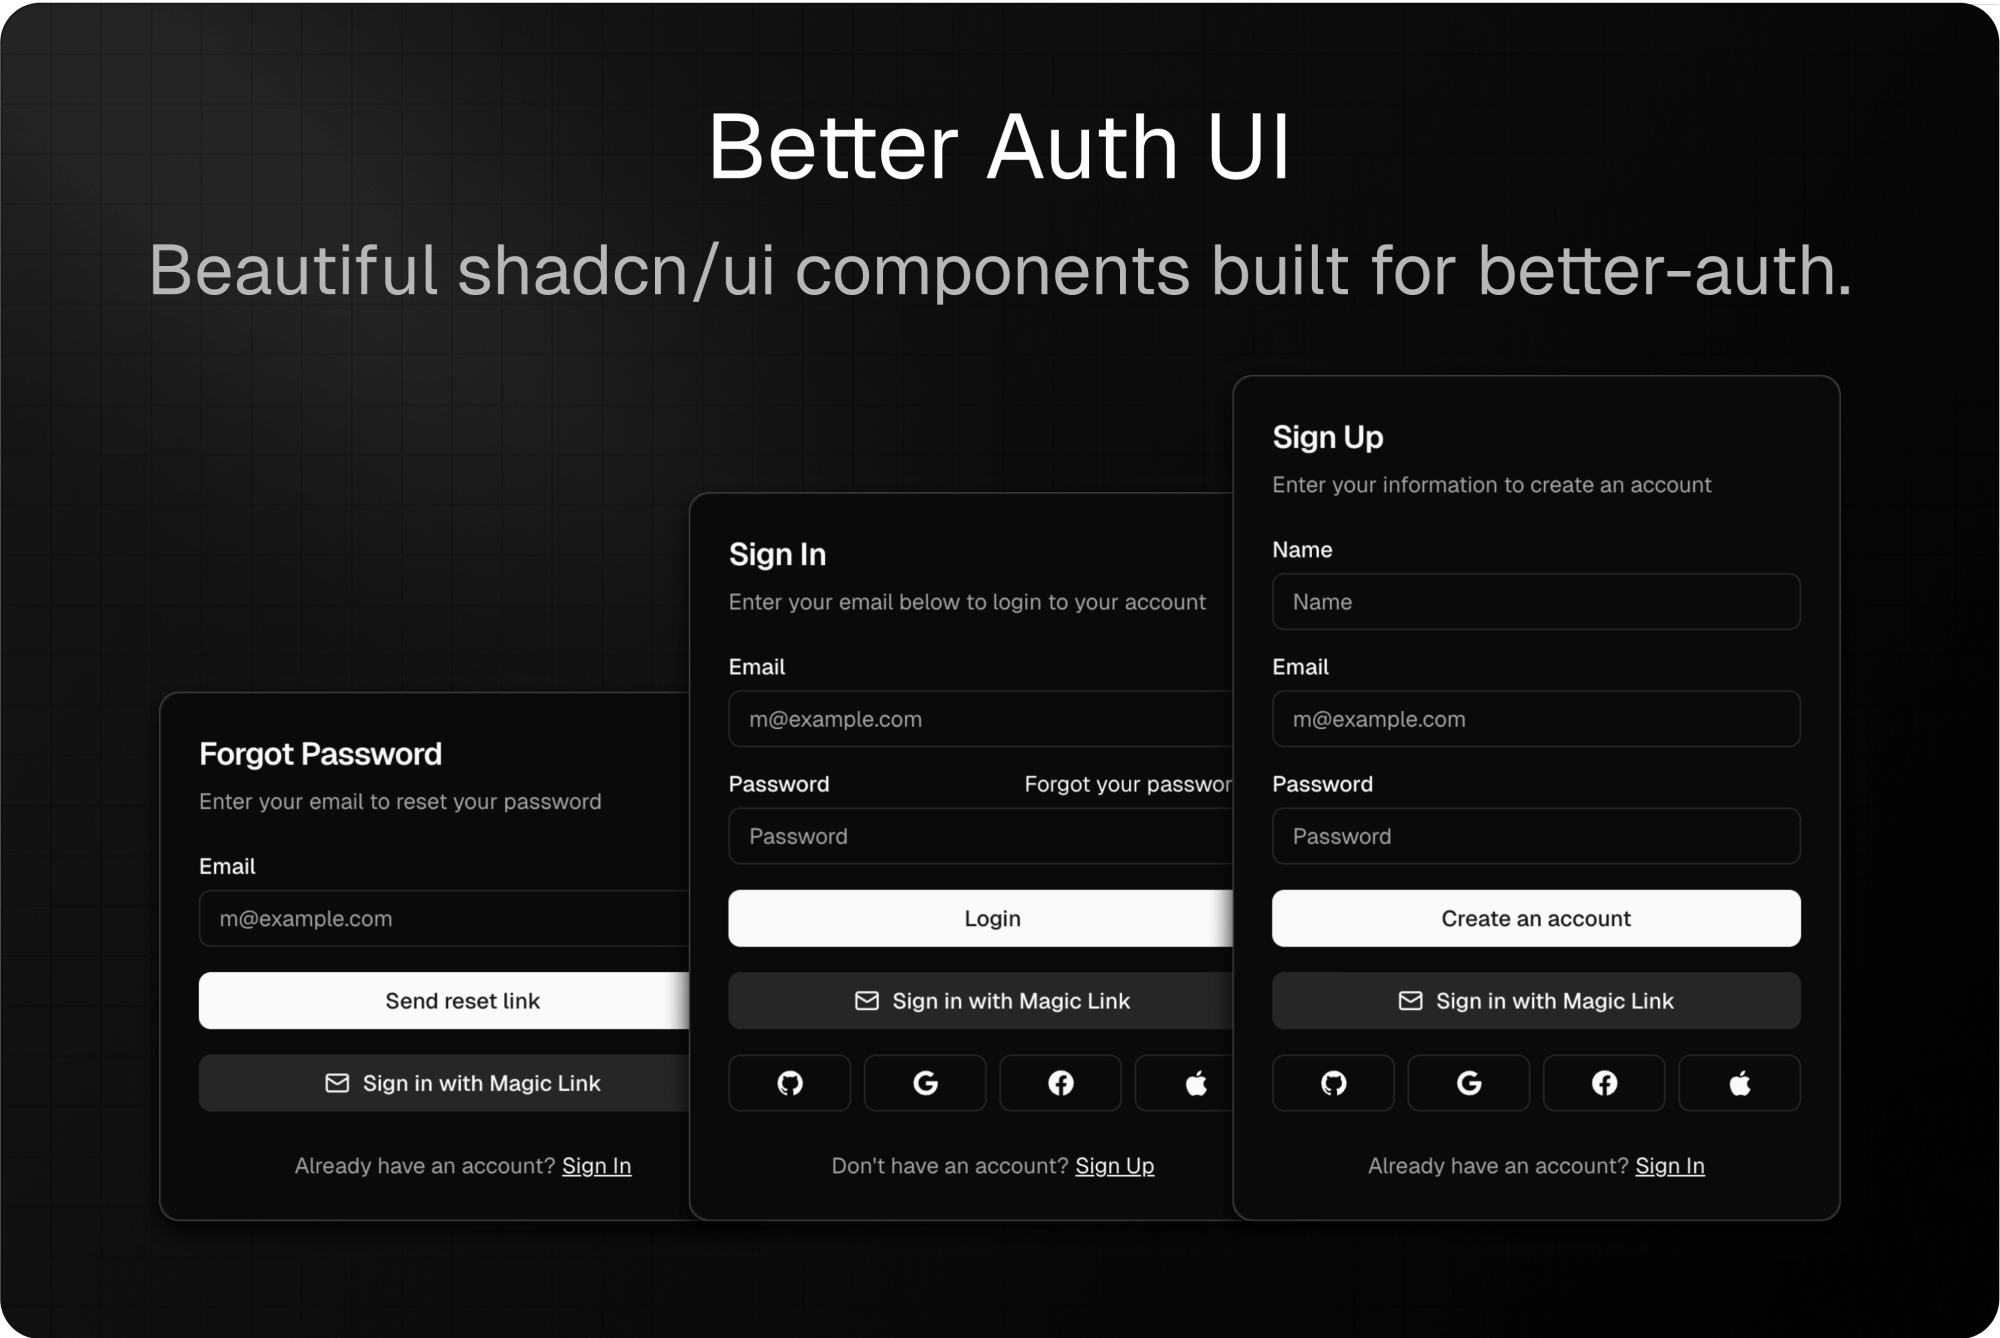 Better Auth UI
Beautiful shadcn/ui components built for better-auth.
Forgot Password
Enter your email to reset your password
Email
m@example.com
Send reset link
Sign in with Magic Link
Already have an account? Sign In
Sign In
Enter your email below to login to your account
Email
m@example.com
Password
Forgot your passwor
Password
Login
Sign in with Magic Link
Don't have an account? Sign Up
Sign Up
Enter your information to create an account
Name
Name
Email
m@example.com
Password
Password
Create an account
Sign in with Magic Link
Already have an account? Sign In